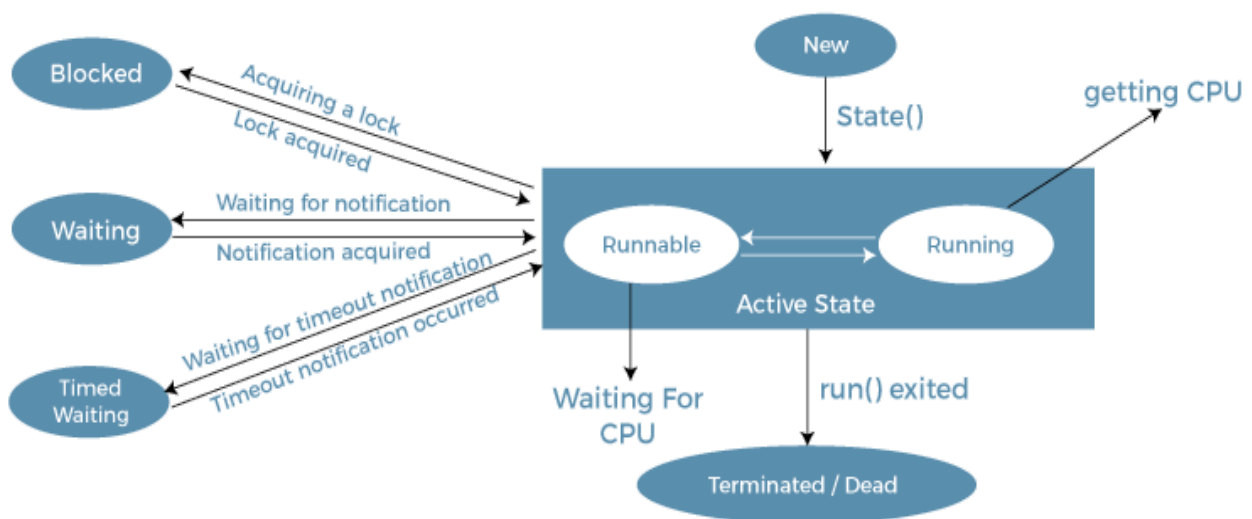 New
Blocked
Acquiring a lock
Lock acquired
State()
getting CPU
Waiting
Waiting for notification
Notification acquired
Runnable
Running
Active State
Waiting for timeout notification
Timeout notification occurred
Timed
Waiting
Waiting For
CPU
run() exited
Terminated / Dead